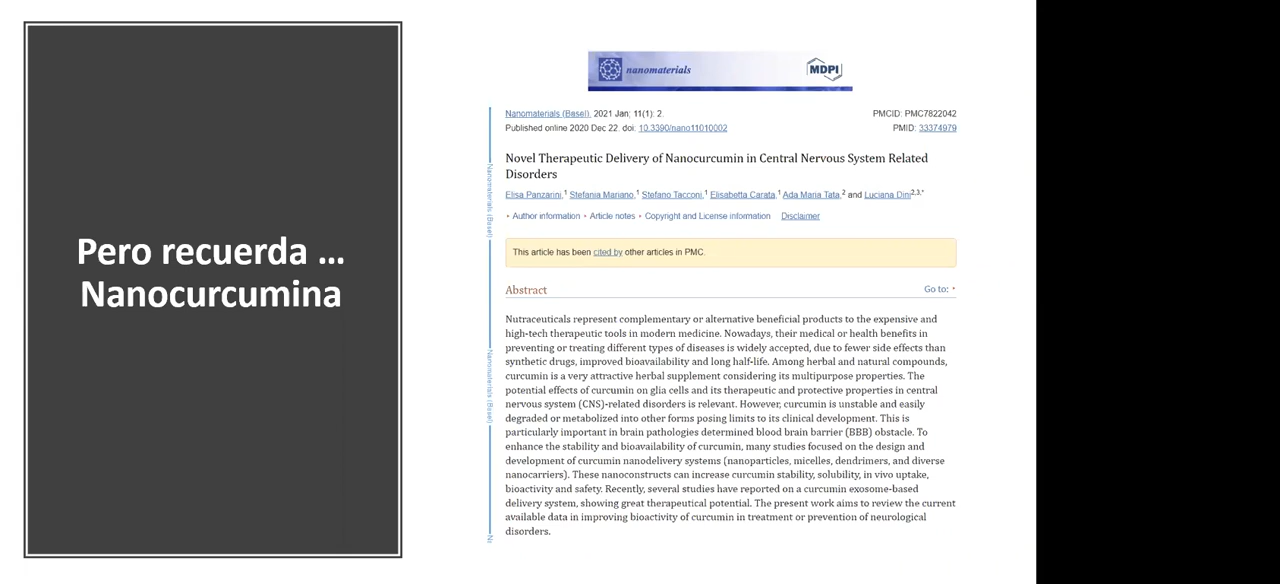 Pero recuerda ...
Nanocurcumina
nanomaterials
MDPI
Nanomaterials (Basel). 2021 Jan; 11(1): 2.
PMCID: PMC7822042
Published online 2020 Dec 22. doi: 10.3390/nano11010002
PMID: 33374979
Novel Therapeutic Delivery of Nanocurcumin in Central Nervous System Related
Disorders
Elisa Panzarini,1 Stefania Mariano,1 Stefano Tacconi,1 Elisabetta Carata,1 Ada Maria Tata,2 and Luciana Dini2,3,*
• Author information • Article notes • Copyright and License information Disclaimer
This article has been cited by other articles in PMC.
Abstract
Go to: •
Nutraceuticals represent complementary or alternative beneficial products to the expensive and
high-tech therapeutic tools in modern medicine. Nowadays, their medical or health benefits in
preventing or treating different types of diseases is widely accepted, due to fewer side effects than
synthetic drugs, improved bioavailability and long half-life. Among herbal and natural compounds,
curcumin is a very attractive herbal supplement considering its multipurpose properties. The
potential effects of curcumin on glia cells and its therapeutic and protective properties in central
nervous system (CNS)-related disorders is relevant. However, curcumin is unstable and easily
degraded or metabolized into other forms posing limits to its clinical development. This is
particularly important in brain pathologies determined blood brain barrier (BBB) obstacle. To
enhance the stability and bioavailability of curcumin, many studies focused on the design and
development of curcumin nanodelivery systems (nanoparticles, micelles, dendrimers, and diverse
nanocarriers). These nanoconstructs can increase curcumin stability, solubility, in vivo uptake,
bioactivity and safety. Recently, several studies have reported on a curcumin exosome-based
delivery system, showing great therapeutical potential. The present work aims to review the current
available data in improving bioactivity of curcumin in treatment or prevention of neurological
disorders.
Nanomaterials (Basel)
Nanomaterials (Basel)
Na